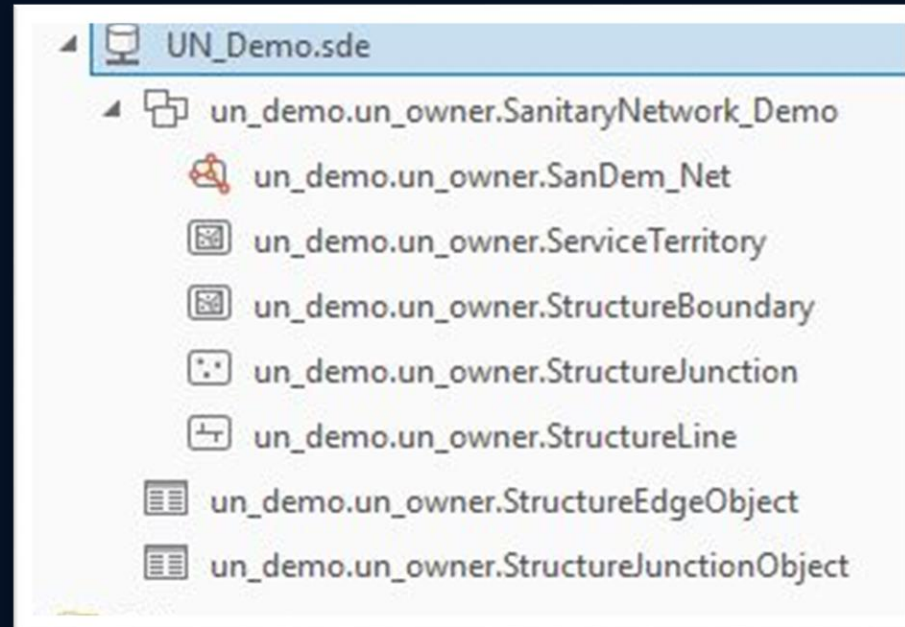 UN_Demo.sde
un_demo.un_owner.SanitaryNetwork_Demo
un_demo.un_owner.SanDem_Net
un_demo.un_owner.ServiceTerritory
un_demo.un_owner.StructureBoundary
un_demo.un_owner.StructureJunction
un_demo.un_owner.StructureLine
un_demo.un_owner.StructureEdgeObject
un_demo.un_owner.StructureJunctionObject